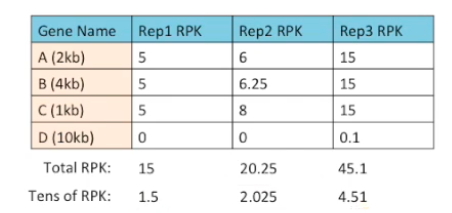 Gene Name Rep1 RPK Rep2 RPK Rep3 RPK
A (2kb) 5 6 15
B (4kb) 5 6.25 15
C (1kb) 5 8 15
D (10kb) 0 0 0.1
Total RPK: 15 20.25 45.1
Tens of RPK: 1.5 2.025 4.51